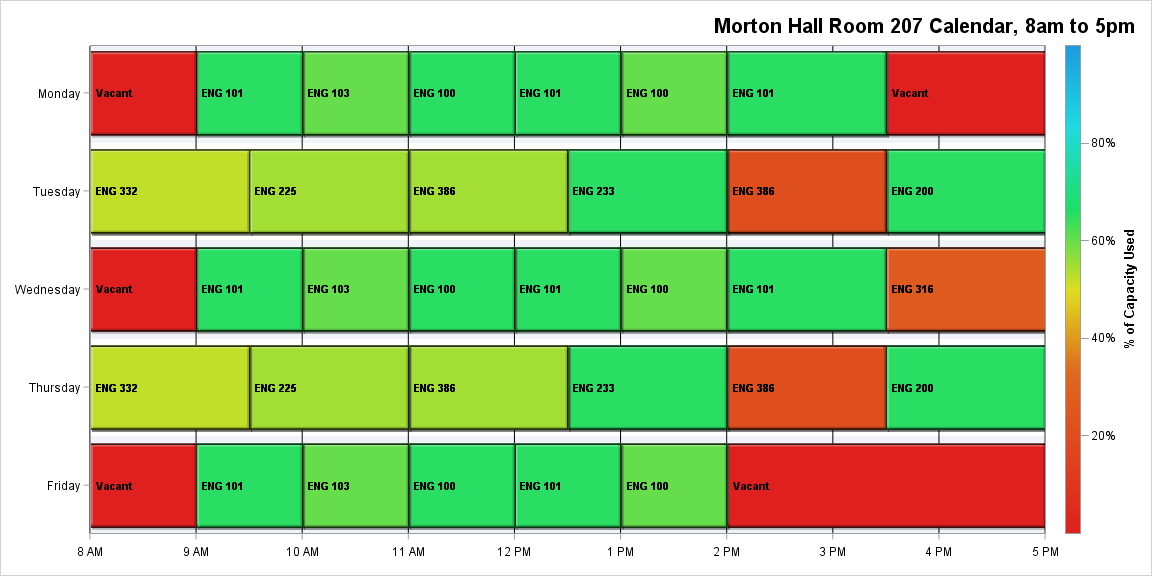 Morton Hall Room 207 Calendar, 8am to 5pm
Monday
Vacant
ENG 101
ENG 103
ENG 100
ENG 101
ENG 100
ENG 101
Vacant
Tuesday
ENG 332
ENG 225
ENG 386
ENG 233
ENG 386
ENG 200
Wednesday
Vacant
ENG 101
ENG 103
ENG 100
ENG 101
ENG 100
ENG 101
ENG 316
Thursday
ENG 332
ENG 225
ENG 386
ENG 233
ENG 386
ENG 200
Friday
Vacant
ENG 101
ENG 103
ENG 100
ENG 101
ENG 100
Vacant
8 AM
9 AM
10 AM
11 AM
12 PM
1 PM
2 PM
3 PM
4 PM
5 PM
80%
60%
40%
20%
% of Capacity Used